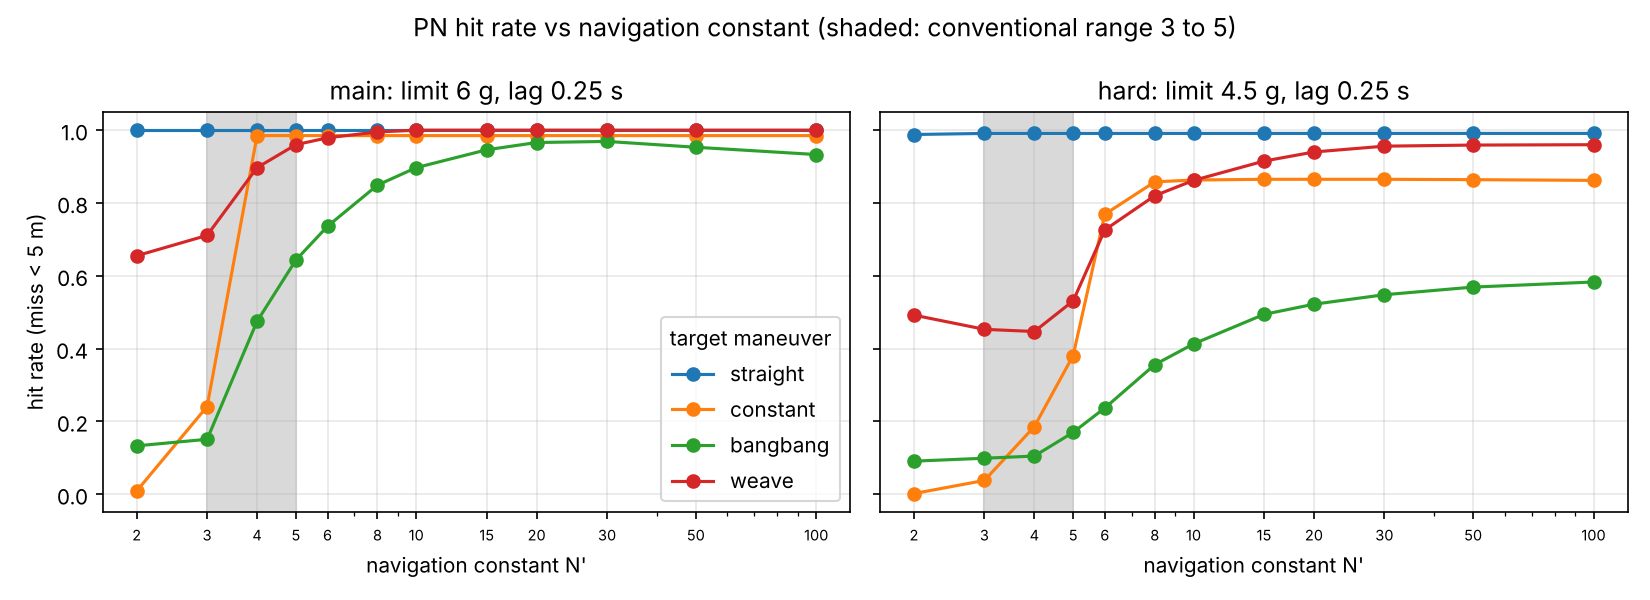 PN hit rate vs navigation constant (shaded: conventional range 3 to 5)
main: limit 6 g, lag 0.25 s
hit rate (miss < 5 m)
1.0
0.8
0.6
0.4
0.2
0.0
target maneuver
straight
constant
bangbang
weave
2 3 4 5 6 8 10 15 20 30 50 100
navigation constant N'
hard: limit 4.5 g, lag 0.25 s
2 3 4 5 6 8 10 15 20 30 50 100
navigation constant N'